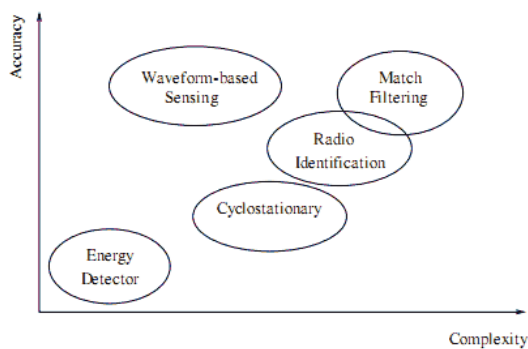 Accuracy
Waveform-based
Sensing
Match
Filtering
Radio
Identification
Cyclostationary
Energy
Detector
Complexity